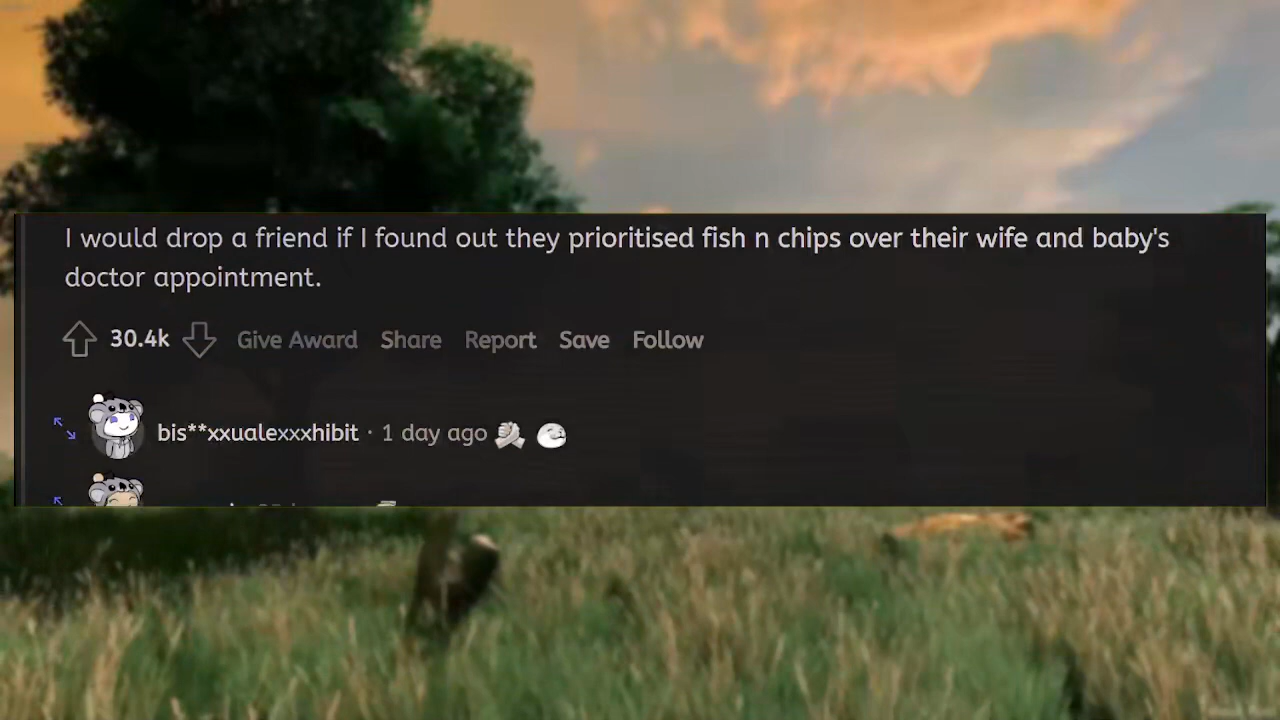 I would drop a friend if I found out they prioritised fish n chips over their wife and baby's
doctor appointment.
30.4k Give Award Share Report Save Follow
bis**xxualexxxhibit · 1 day ago